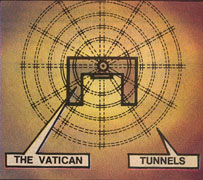 THE VATICAN
TUNNELS